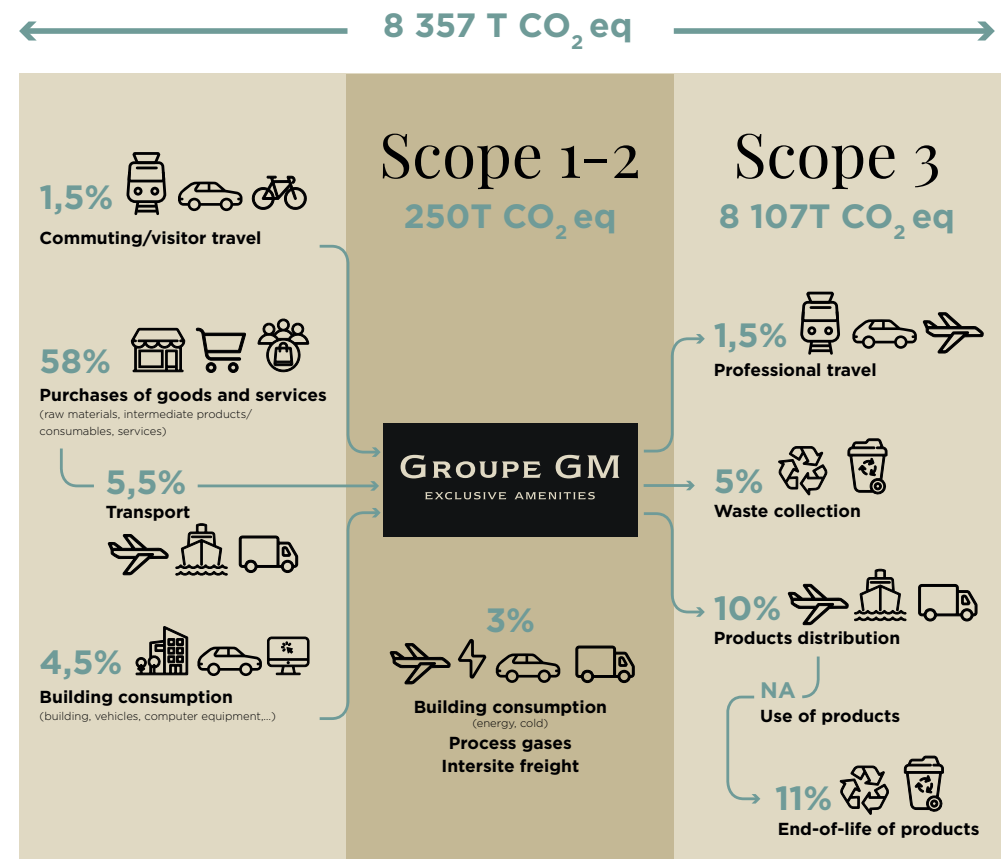 8 357 T CO2 eq
1,5%
Commuting/visitor travel
58%
Purchases of goods and services
(raw materials, intermediate products/
consumables, services)
5,5%
Transport
4,5%
Building consumption
(building, vehicles, computer equipment,...)
Scope 1-2
250T CO2 eq
GROUPE GM
EXCLUSIVE AMENITIES
3%
Building consumption
(energy, cold)
Process gases
Intersite freight
Scope 3
8 107T CO2 eq
1,5%
Professional travel
5%
Waste collection
10%
Products distribution
NA
Use of products
11%
End-of-life of products